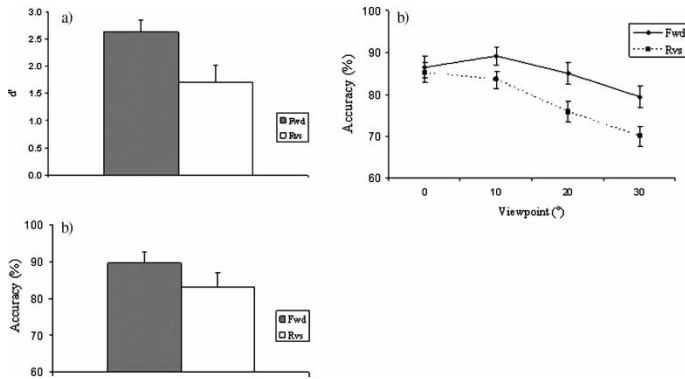 a)
3.0
2.5
2.0
1.5
1.0
0.5
0.0
d'
Fwd
Rvs
b)
Accuracy (%)
100
90
80
70
60
0 10 20 30
Viewpoint (°)
Fwd
Rvs
b)
Accuracy (%)
100
90
80
70
60
Fwd
Rvs